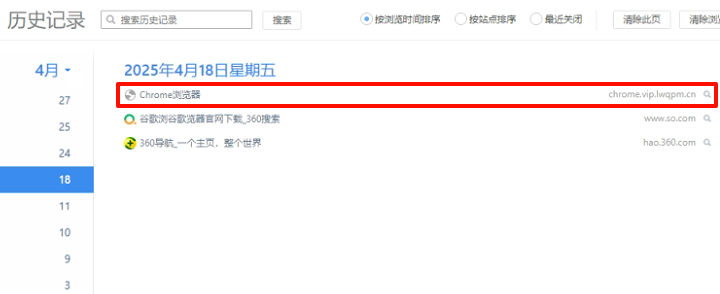 历史记录 搜索历史记录 搜索 按浏览时间排序 按站点排序 最近关闭 清除此页 清除浏
4月 2025年4月18日星期五
Chrome浏览器 chrome.vip.lwqpm.cn
27
谷歌浏谷歌览器官网下载_360搜索 www.so.com
25
360导航_一个主页，整个世界 hao.360.com
24
18
11
10
9
3